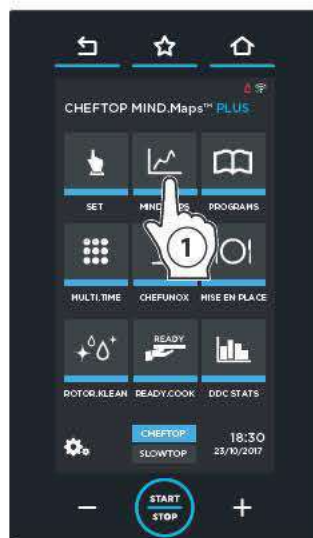 CHEFTOP MIND.Maps™ PLUS
SET
PROGRAMS
1
MULTI.TIME CHEFUNOX MISE EN PLACE
READY
ROTOR.KLEAN READY.COOK DDC STATS
CHEFTOP 18:30
SLOWTOP 23/10/2017
START
STOP